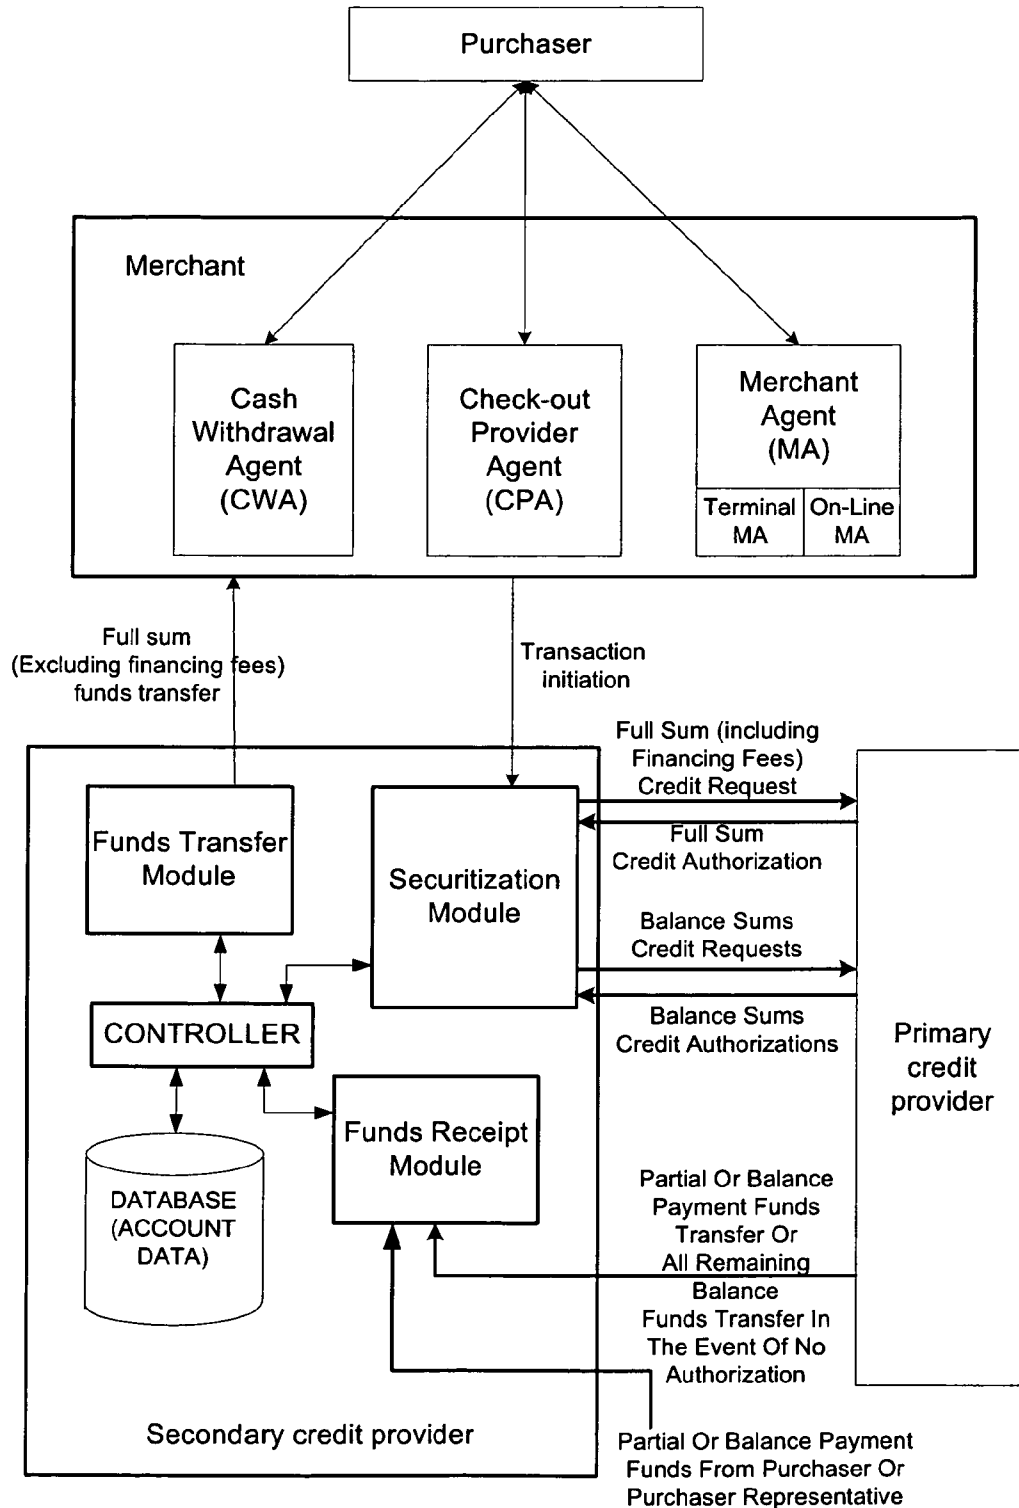 Purchaser
Merchant
Cash
Withdrawal
Agent
(CWA)
Check-out
Provider
Agent
(CPA)
Merchant
Agent
(MA)
Terminal
MA
On-Line
MA
Full sum
(Excluding financing fees)
funds transfer
Transaction
initiation
Full Sum (including
Financing Fees)
Credit Request
Full Sum
Credit Authorization
Balance Sums
Credit Requests
Balance Sums
Credit Authorizations
Funds Transfer
Module
Securitization
Module
CONTROLLER
Funds Receipt
Module
DATABASE
(ACCOUNT
DATA)
Primary
credit
provider
Partial Or Balance
Payment Funds
Transfer Or
All Remaining
Balance
Funds Transfer In
The Event Of No
Authorization
Secondary credit provider
Partial Or Balance Payment
Funds From Purchaser Or
Purchaser Representative